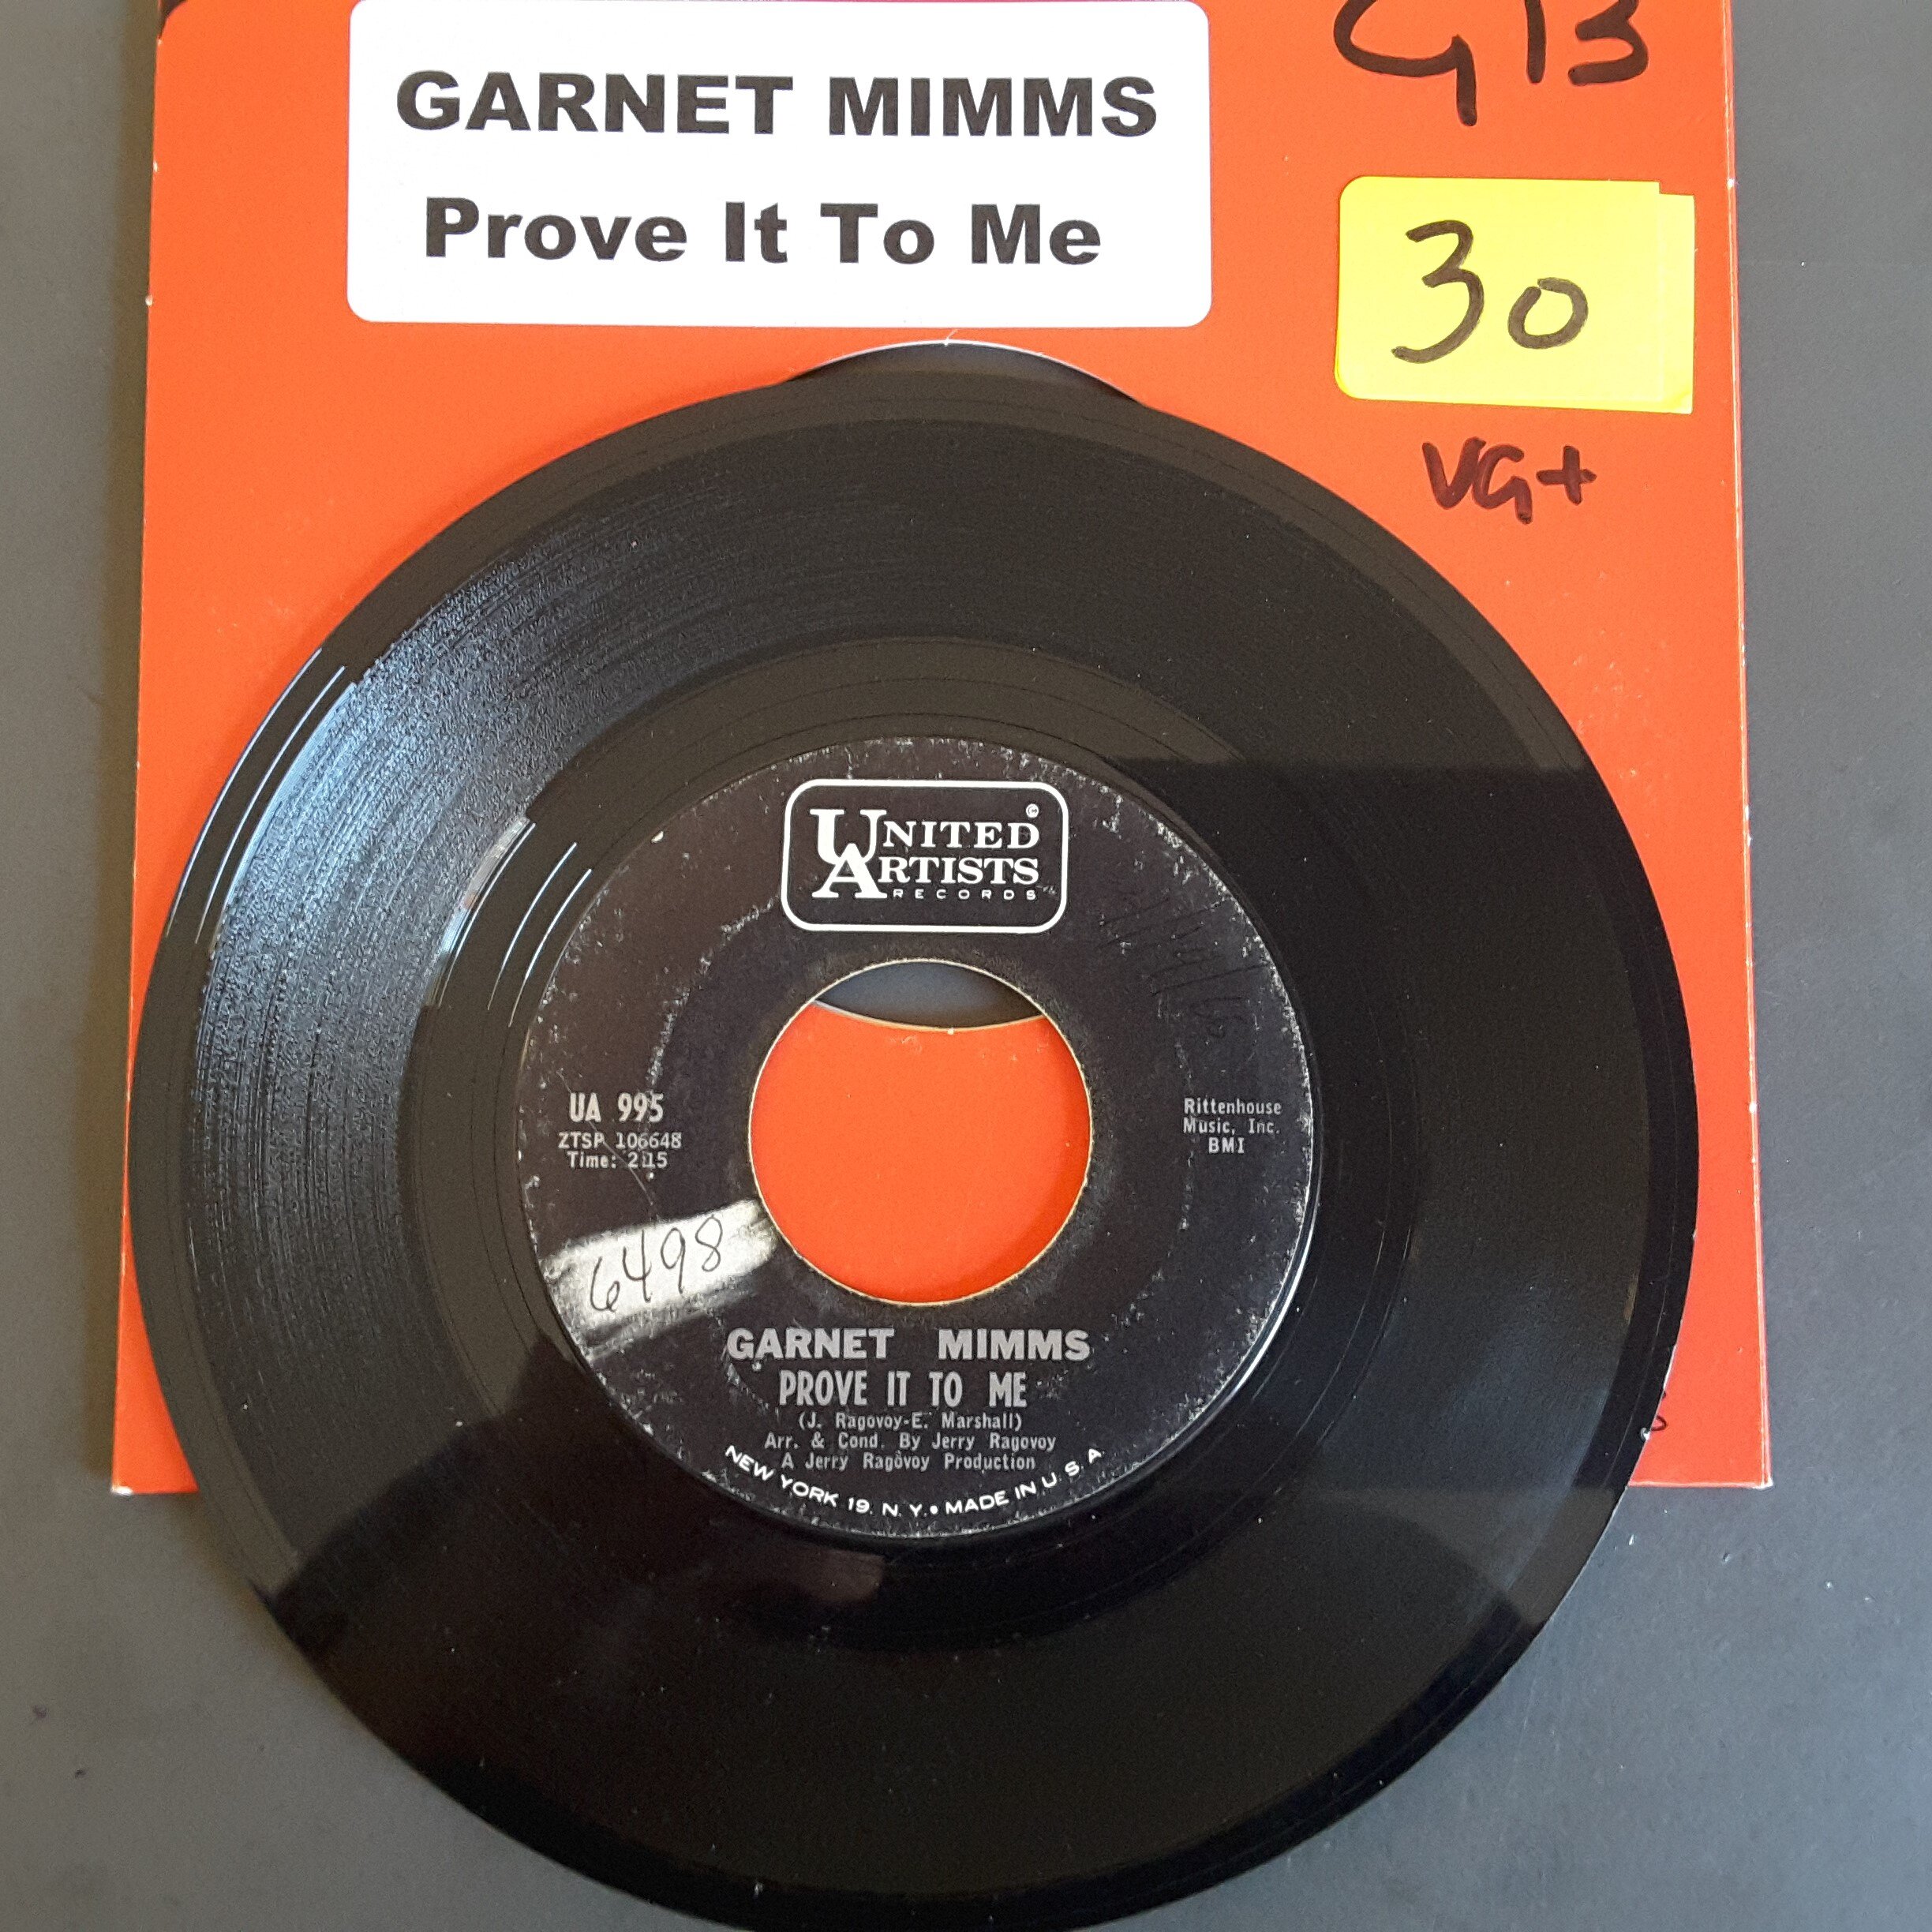 G13
GARNET MIMMS
Prove It To Me
30
VG+
UNITED ©
ARTISTS
RECORDS
UA 995
ZTSP 106648
Time: 2:15
Rittenhouse
Music, Inc.
BMI
6498
GARNET MIMMS
PROVE IT TO ME
(J. Ragovoy-E. Marshall)
Arr. & Cond. By Jerry Ragovoy
A Jerry Ragovoy Production
NEW YORK 19, N. Y. • MADE IN U. S. A.